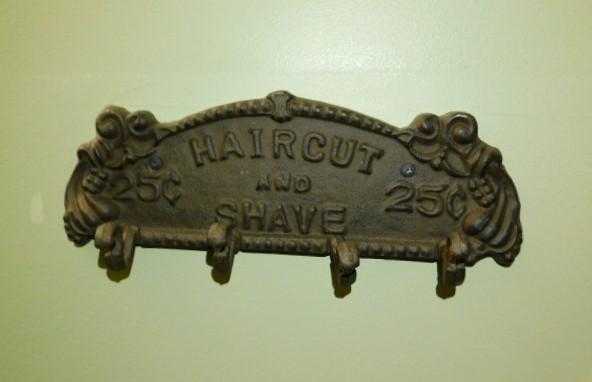 HAIRCUT
AND
25¢ 25¢
SHAVE